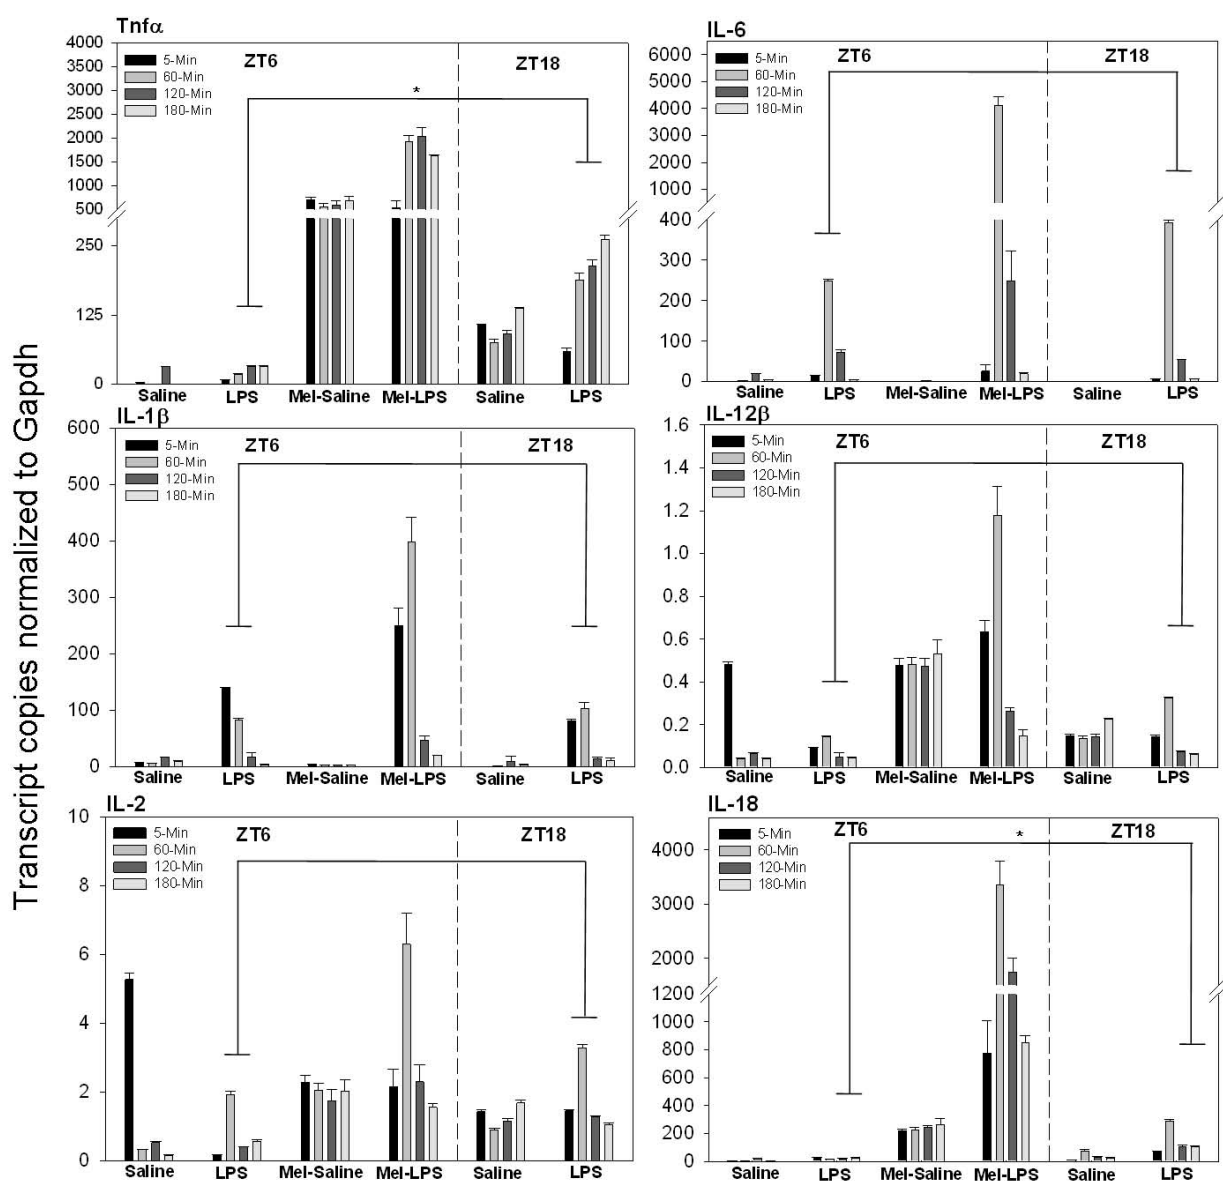 Transcript copies normalized to Gapdh
Tnfα
4000
3500
3000
2500
2000
1500
1000
500
250
125
0
5-Min
60-Min
120-Min
180-Min
ZT6
ZT18
*
Saline LPS Mel-Saline Mel-LPS Saline LPS
IL-6
6000
5000
4000
3000
2000
1000
400
300
200
100
0
5-Min
60-Min
120-Min
180-Min
ZT6
ZT18
Saline LPS Mel-Saline Mel-LPS Saline LPS
IL-1β
600
500
400
300
200
100
0
5-Min
60-Min
120-Min
180-Min
ZT6
ZT18
Saline LPS Mel-Saline Mel-LPS Saline LPS
IL-12β
1.6
1.4
1.2
1.0
0.8
0.6
0.4
0.2
0.0
5-Min
60-Min
120-Min
180-Min
ZT6
ZT18
Saline LPS Mel-Saline Mel-LPS Saline LPS
IL-2
10
8
6
4
2
0
5-Min
60-Min
120-Min
180-Min
ZT6
ZT18
Saline LPS Mel-Saline Mel-LPS Saline LPS
IL-18
4000
3000
2000
1200
1000
800
600
400
200
0
5-Min
60-Min
120-Min
180-Min
ZT6
*
ZT18
Saline LPS Mel-Saline Mel-LPS Saline LPS